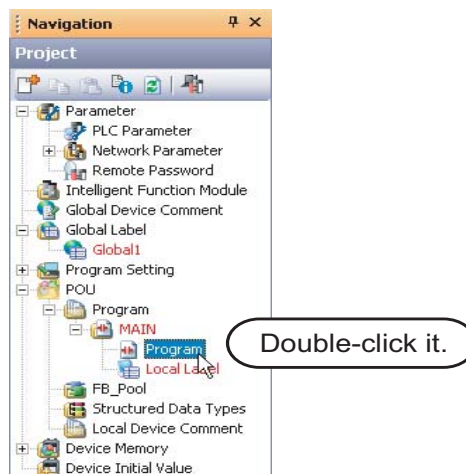 Navigation
Project
Parameter
PLC Parameter
Network Parameter
Remote Password
Intelligent Function Module
Global Device Comment
Global Label
Global1
Program Setting
POU
Program
MAIN
Program
Double-click it.
Local Label
FB_Pool
Structured Data Types
Local Device Comment
Device Memory
Device Initial Value